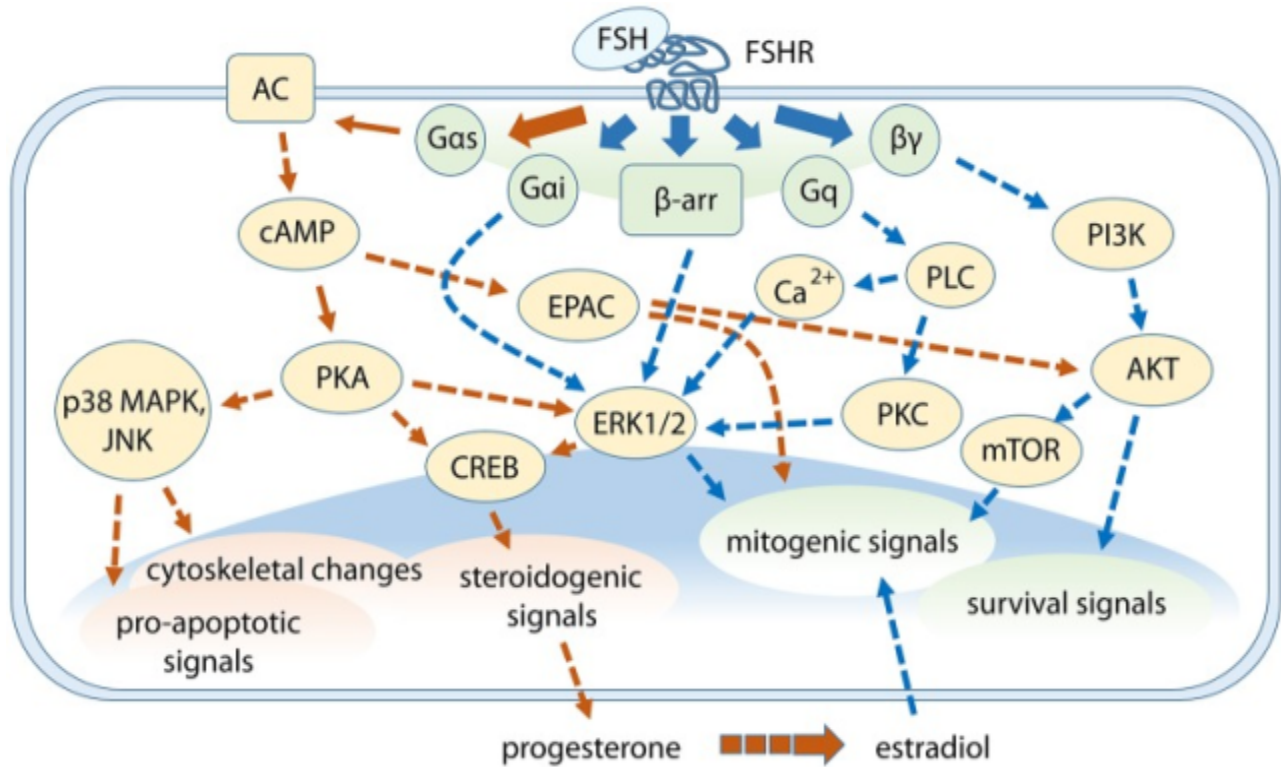 FSH
FSHR
AC
Gαs
βγ
Gαi
β-arr
Gq
cAMP
PI3K
EPAC
Ca²⁺
PLC
p38 MAPK,
JNK
PKA
AKT
ERK1/2
PKC
CREB
mTOR
mitogenic signals
cytoskeletal changes
steroidogenic
signals
survival signals
pro-apoptotic
signals
progesterone
estradiol